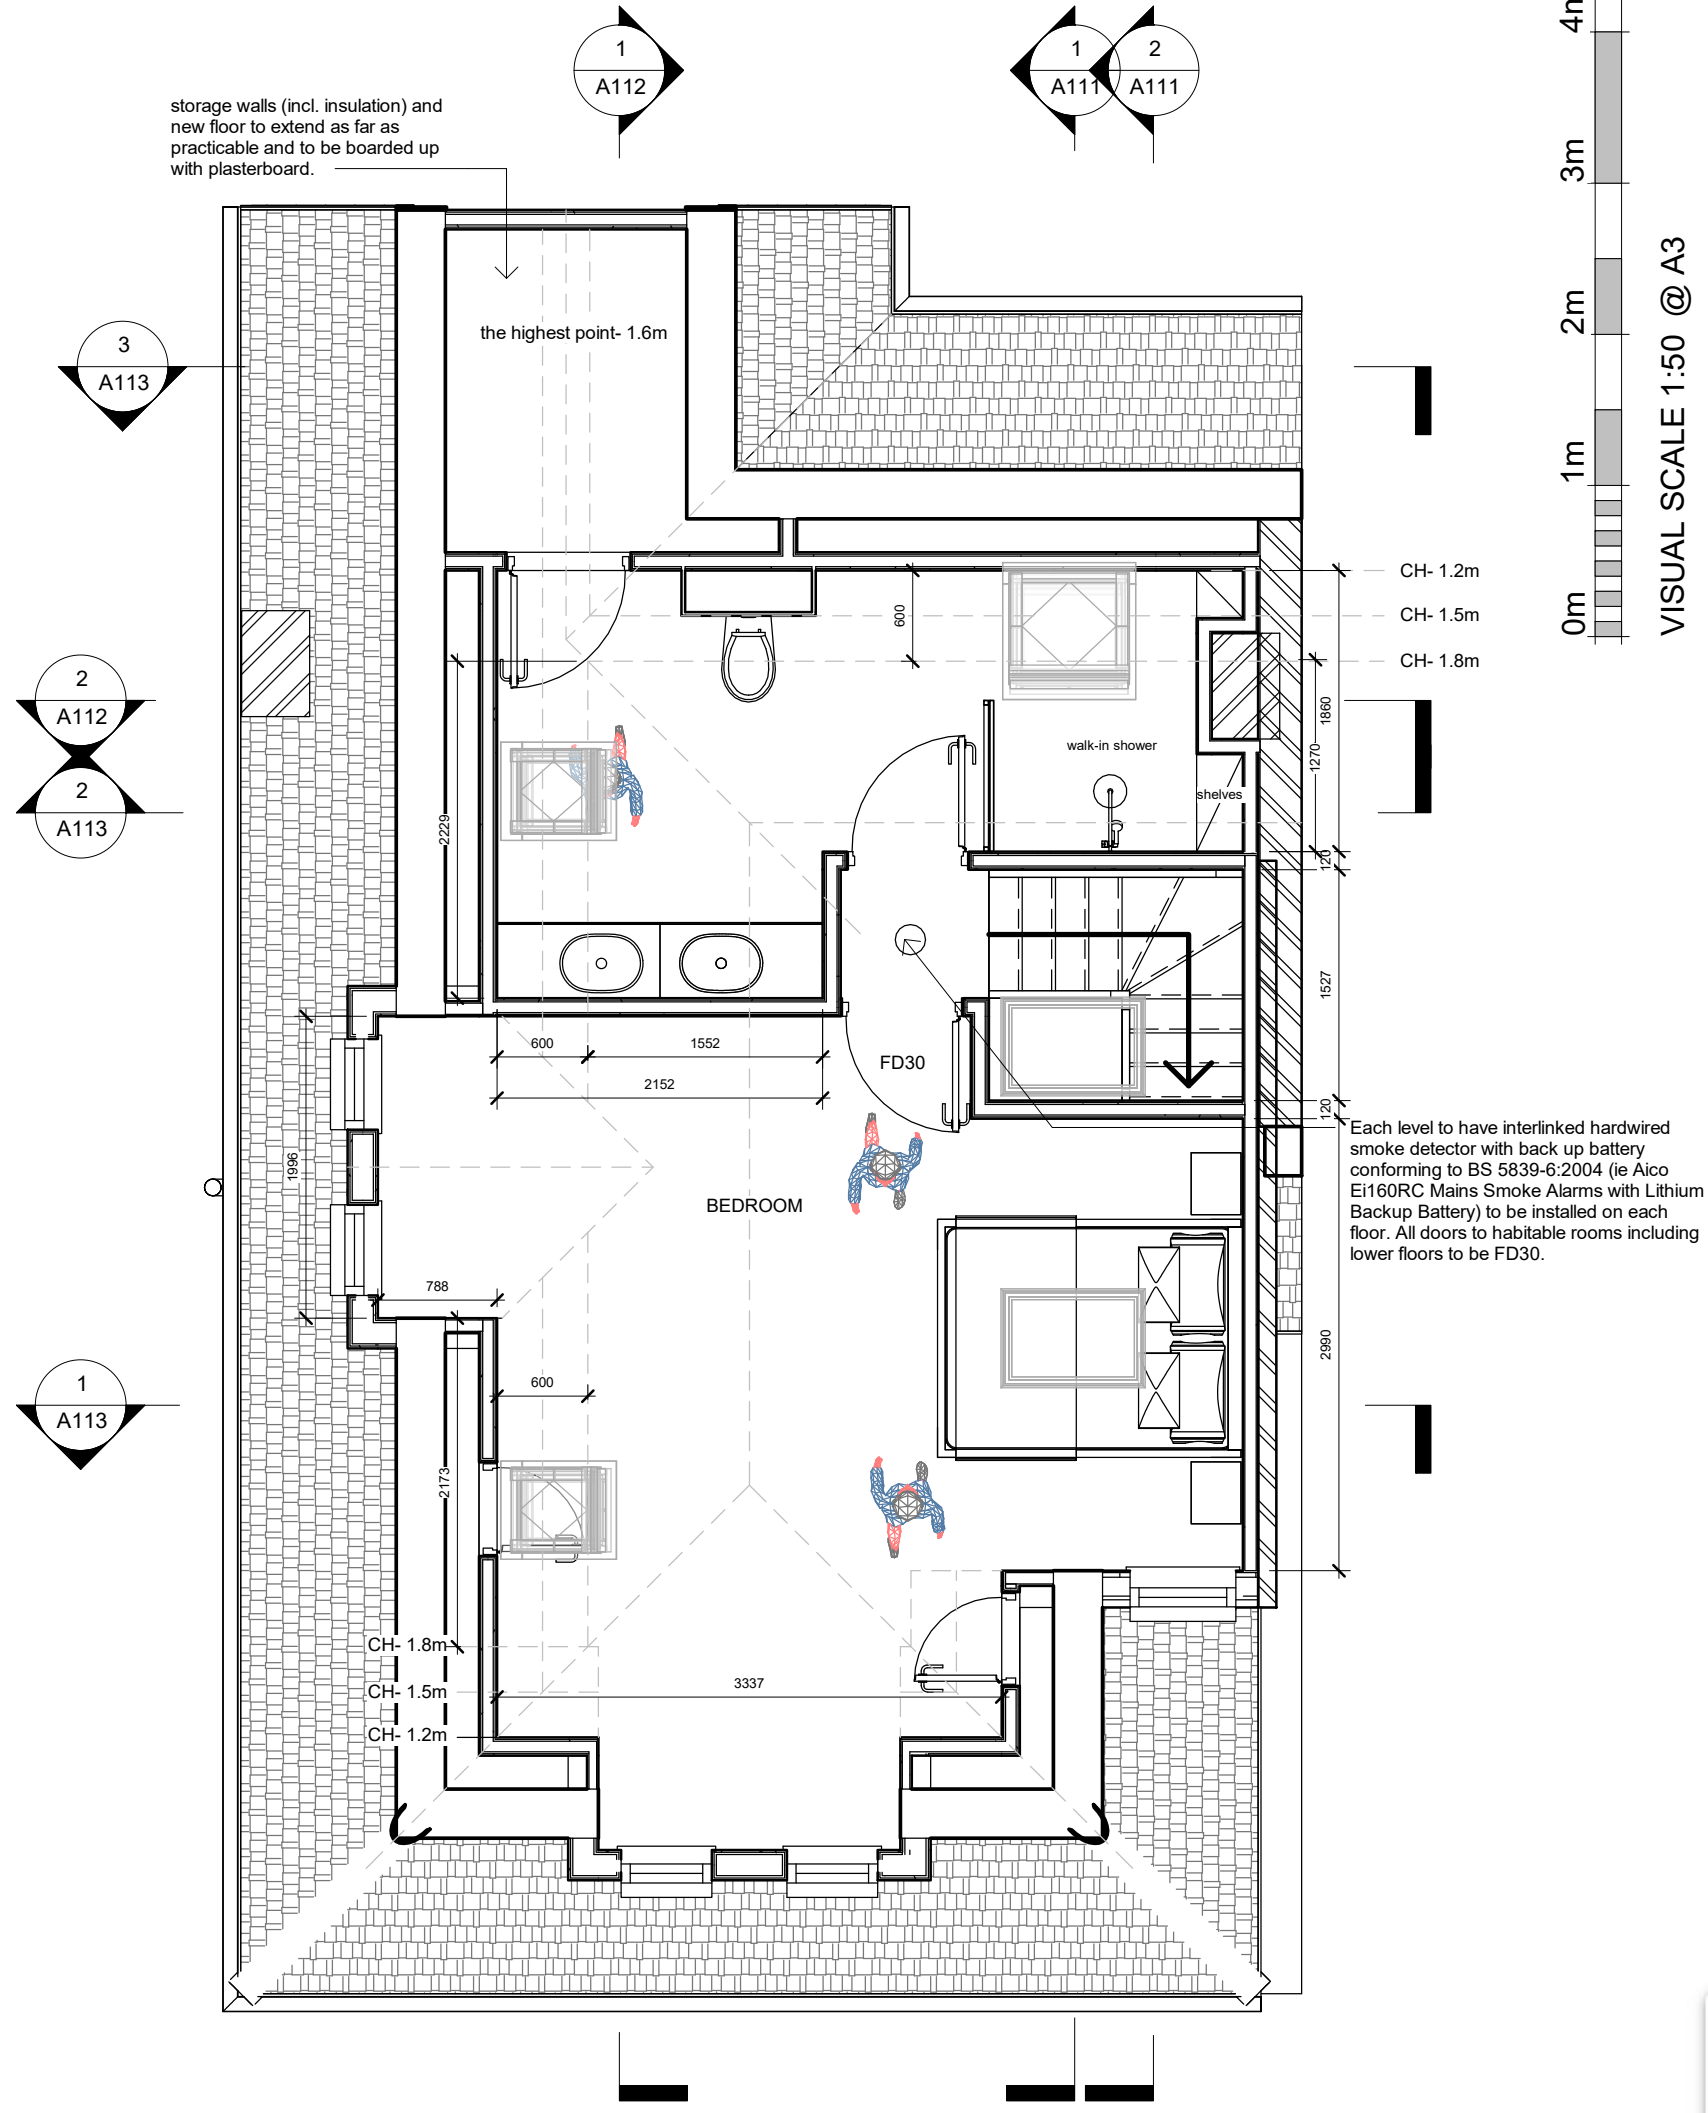 1
A112
1
A111
2
A111
4m
3m
2m
1m
0m
VISUAL SCALE 1:50 @ A3
storage walls (incl. insulation) and
new floor to extend as far as
practicable and to be boarded up
with plasterboard.
the highest point- 1.6m
3
A113
CH- 1.2m
CH- 1.5m
CH- 1.8m
600
2
A112
2
A113
1860
1270
walk-in shower
shelves
2229
120
1527
600
1552
2152
FD30
120
Each level to have interlinked hardwired
smoke detector with back up battery
conforming to BS 5839-6:2004 (ie Aico
Ei160RC Mains Smoke Alarms with Lithium
Backup Battery) to be installed on each
floor. All doors to habitable rooms including
lower floors to be FD30.
1996
BEDROOM
788
2990
600
1
A113
2173
CH- 1.8m
CH- 1.5m
CH- 1.2m
3337